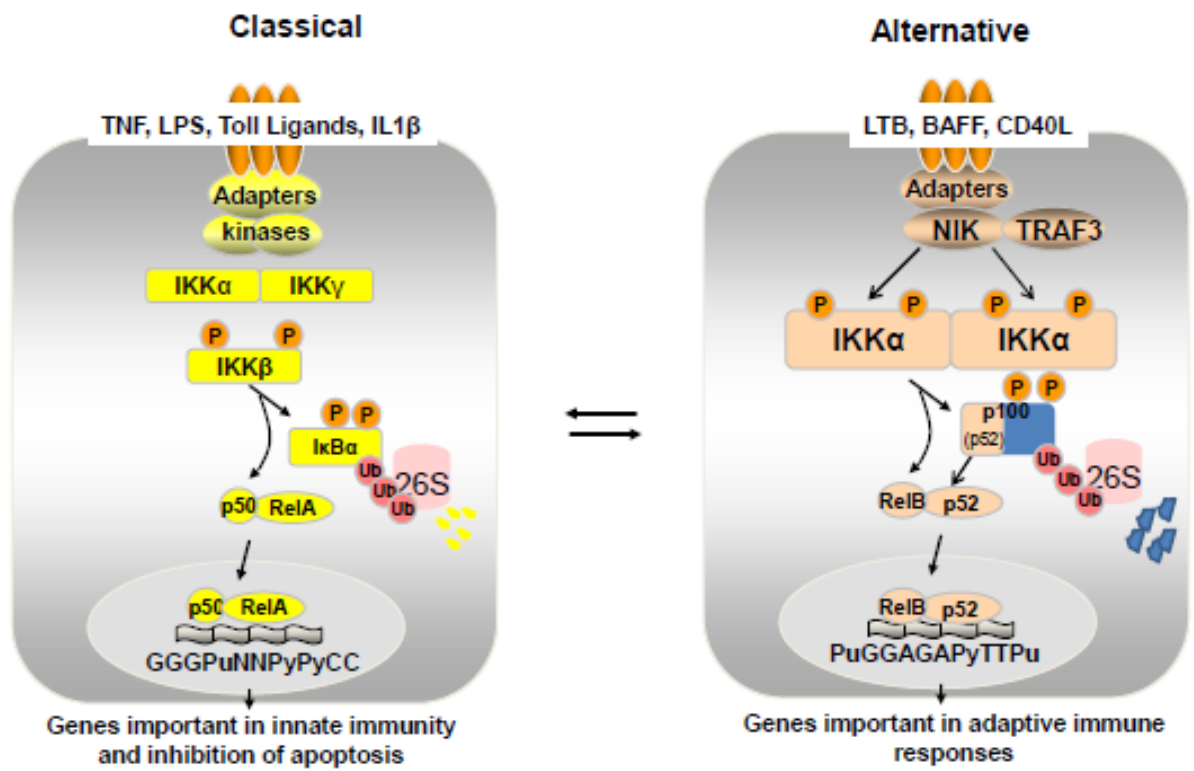 Classical
TNF, LPS, Toll Ligands, IL1β
Adapters
kinases
IKKα IKKγ
P P
IKKβ
P P
IκBα
Ub
Ub
Ub
26S
p50 RelA
p50 RelA
GGGPuNNPyPyCC
Genes important in innate immunity
and inhibition of apoptosis
Alternative
LTB, BAFF, CD40L
Adapters
NIK TRAF3
P P P P
IKKα IKKα
P P
p100
(p52)
Ub
Ub
Ub
26S
RelB p52
RelB p52
PuGGAGAPyTTPu
Genes important in adaptive immune
responses